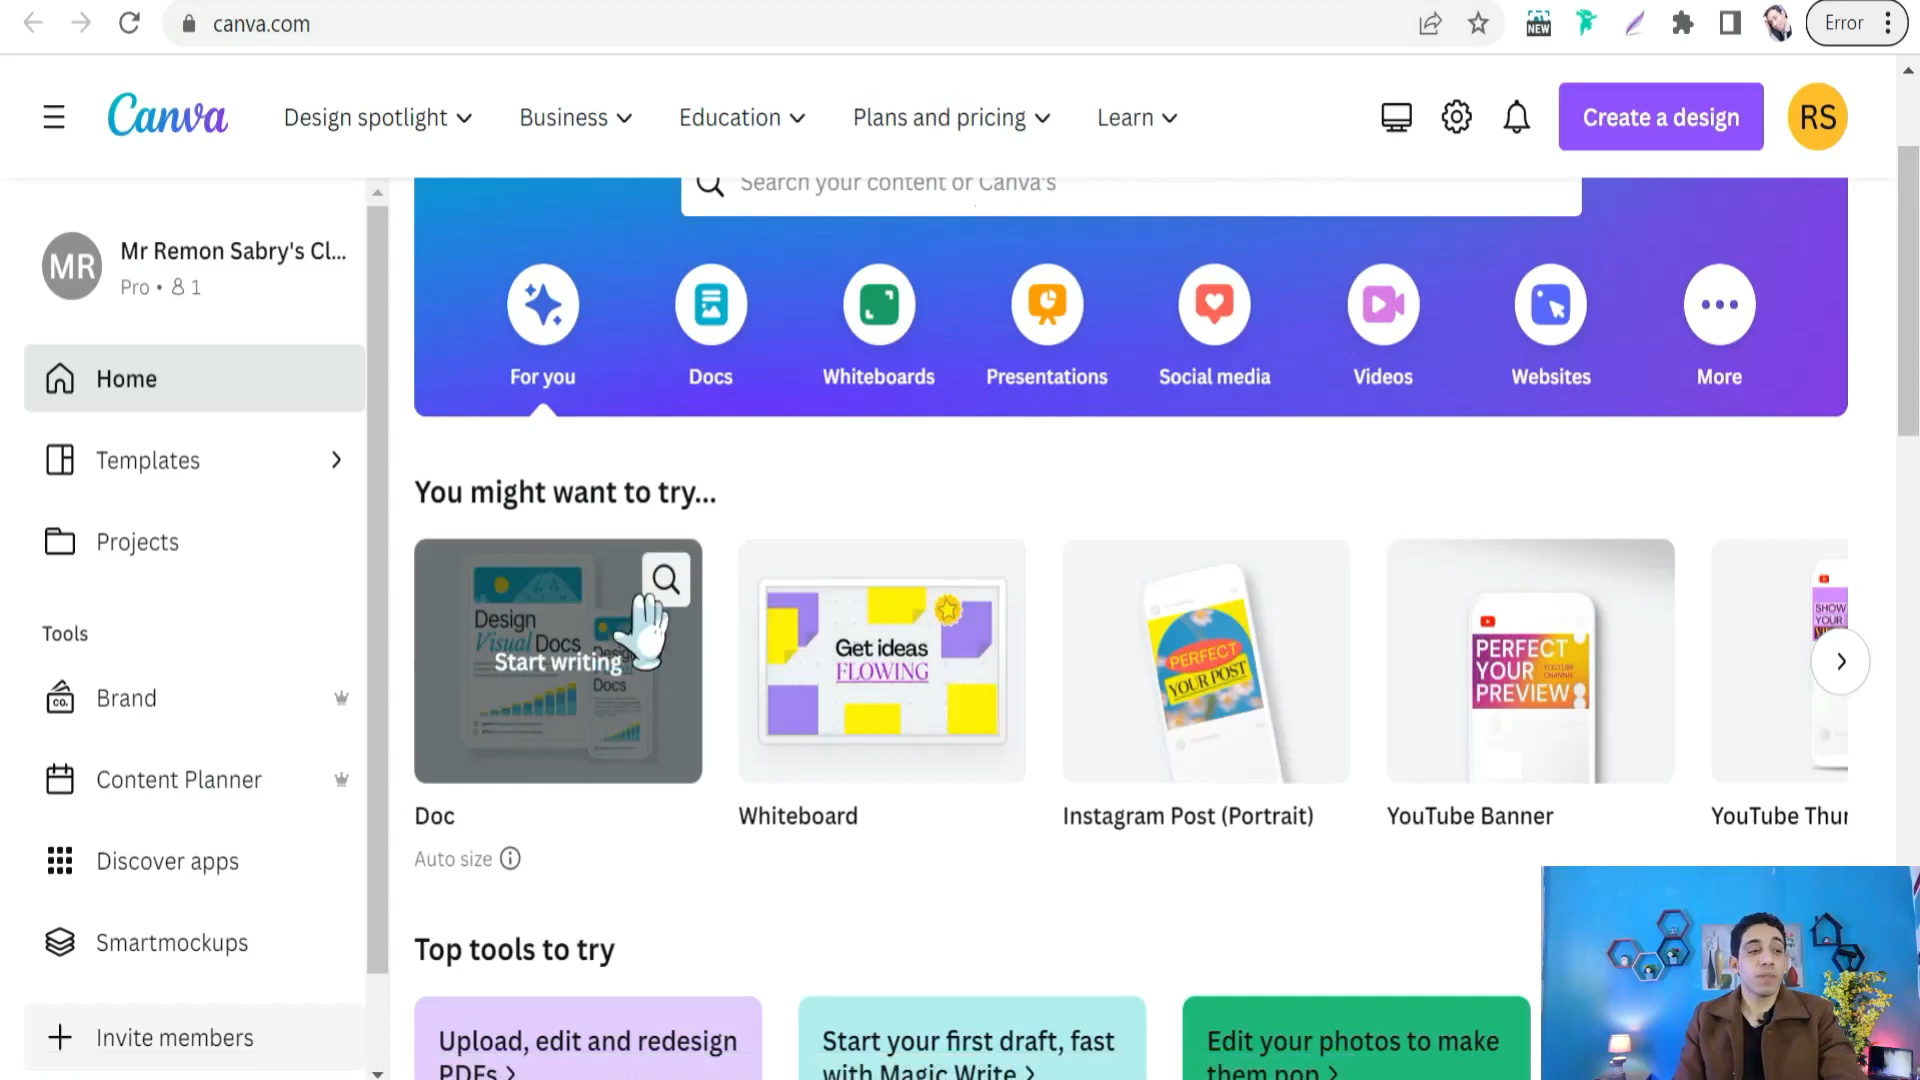 canva.com
NEW
Error
Canva
Design spotlight
Business
Education
Plans and pricing
Learn
Create a design
RS
Search your content or Canva's
MR
Mr Remon Sabry's Cl...
Pro • 1
For you
Docs
Whiteboards
Presentations
Social media
Videos
Websites
More
Home
Templates
Projects
Tools
CO.
Brand
Content Planner
Discover apps
Smartmockups
Invite members
You might want to try...
Design
Visual Docs
Start writing
Docs
Get ideas
FLOWING
PERFECT
YOUR POST
PERFECT
YOUR
PREVIEW
YOUTUBE
CHANNEL
SHOW
YOUR
Doc
Auto size
Whiteboard
Instagram Post (Portrait)
YouTube Banner
YouTube Thur
Top tools to try
Upload, edit and redesign
PDFs >
Start your first draft, fast
with Magic Write >
Edit your photos to make
them pop >